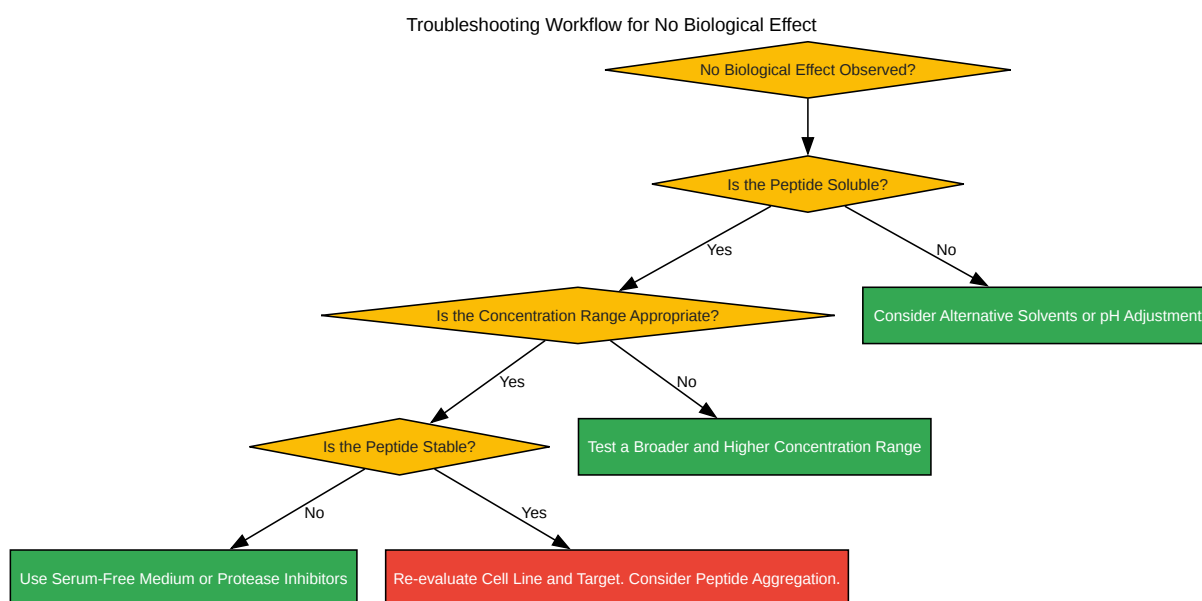 Troubleshooting Workflow for No Biological Effect
No Biological Effect Observed?
Is the Peptide Soluble?
Yes
No
Is the Concentration Range Appropriate?
Consider Alternative Solvents or pH Adjustment
Yes
No
Is the Peptide Stable?
Test a Broader and Higher Concentration Range
No
Yes
Use Serum-Free Medium or Protease Inhibitors
Re-evaluate Cell Line and Target. Consider Peptide Aggregation.